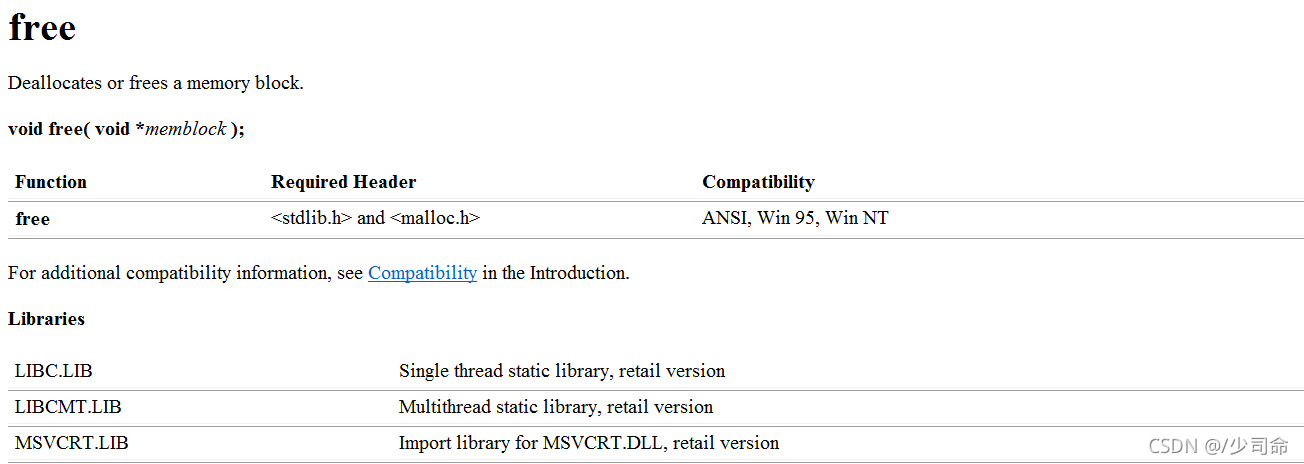 free
Deallocates or frees a memory block.
void free( void *memblock );
Function Required Header Compatibility
free <stdlib.h> and <malloc.h> ANSI, Win 95, Win NT
For additional compatibility information, see Compatibility in the Introduction.
Libraries
LIBC.LIB Single thread static library, retail version
LIBCMT.LIB Multithread static library, retail version
MSVCRT.LIB Import library for MSVCRT.DLL, retail version
CSDN @/少司命